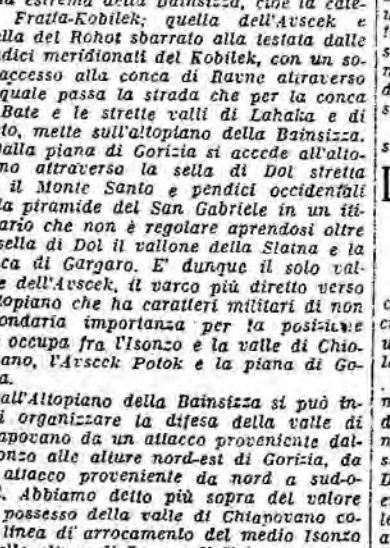 estrema della Bainsizza, cioè la cate-
Fratta-Kobilek; quella dell'Avscek e
lla del Rohot sbarrato alla testata dalle
dici meridionali del Kobilek, con un so-
accesso alla conca di Ravne attraverso
quale passa la strada che per la conca
Bate e le strette valli di Lahaka e di
to, mette sull'altopiano della Bainsizza.
alla piana di Gorizia si accede all'alto-
no attraverso la sella di Dol stretta
il Monte Santo e pendici occidentali
la piramide del San Gabriele in un iti-
ario che non è regolare aprendosi oltre
sella di Dol il vallone della Slatna e la
ca di Gargaro. E' dunque il solo val-
e dell'Avscek, il varco più diretto verso
topiano che ha caratteri militari di non
ondaria importanza per la posizione
occupa fra l'Isonzo e la valle di Chio-
ano, l'Avscek Potok e la piana di Go-
a.
all'Altopiano della Bainsizza si può in-
i organizzare la difesa della valle di
apovano da un attacco proveniente dal-
onzo alle alture nord-est di Gorizia, da
attacco proveniente da nord a sud-o-
. Abbiamo detto più sopra del valore
possesso della valle di Chiapovano co-
linea di arroccamento del medio Isonzo